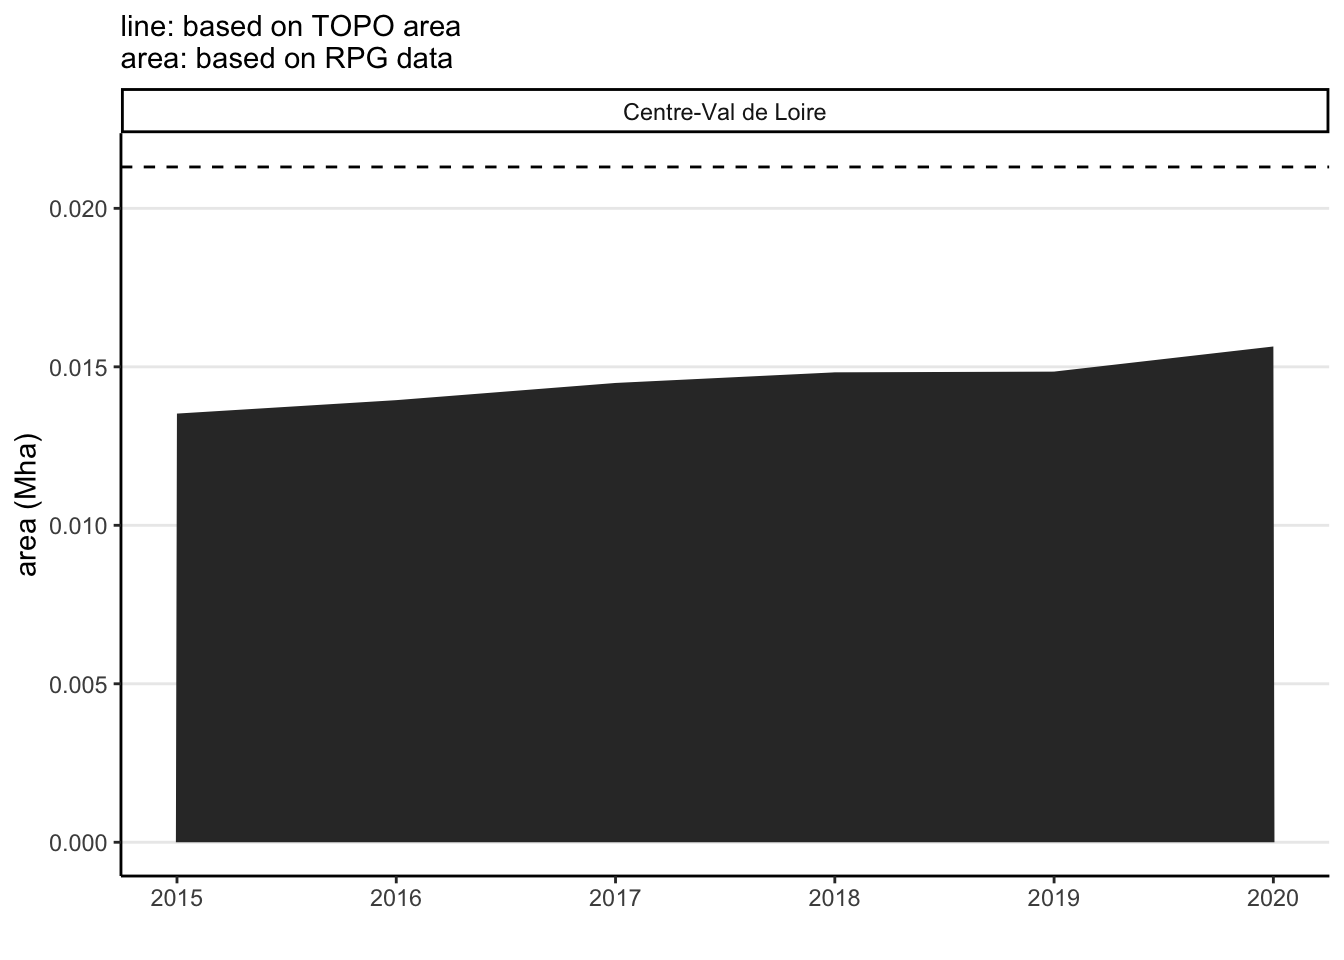 line: based on TOPO area
area: based on RPG data
Centre-Val de Loire
0.020
0.015
0.010
0.005
0.000
area (Mha)
2015 2016 2017 2018 2019 2020